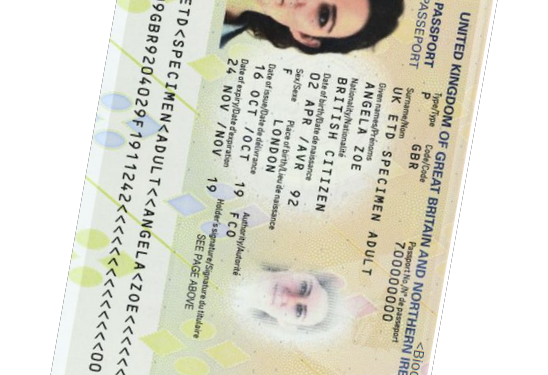 UNITED KINGDOM OF GREAT BRITAIN AND NORTHERN IRE
PASSPORT
PASSEPORT
Type/Type
P
Code/Code
GBR
Passport No./Nº de passeport
700000000
Surname/Nom
UK ETD SPECIMEN ADULT
Given names/Prénoms
ANGELA ZOE
Nationality/Nationalité
BRITISH CITIZEN
Date of birth/Date de naissance
02 APR /AVR 92
Sex/Sexe
F
Place of birth/Lieu de naissance
LONDON
Date of issue/Date de délivrance
16 OCT /OCT 19
Authority/Autorité
FCO
Date of expiry/Date d'expiration
24 NOV /NOV 19
Holder's signature/Signature du titulaire
SEE PAGE ABOVE
ETD<SPECIMEN<ADULT<<ANGELA<ZOE<<<<<
0GBR9204029F1911242<<<<<<<<<<<<<<00